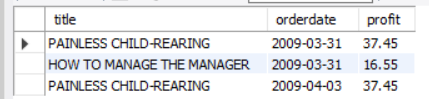 title orderdate profit
PAINLESS CHILD-REARING 2009-03-31 37.45
HOW TO MANAGE THE MANAGER 2009-03-31 16.55
PAINLESS CHILD-REARING 2009-04-03 37.45